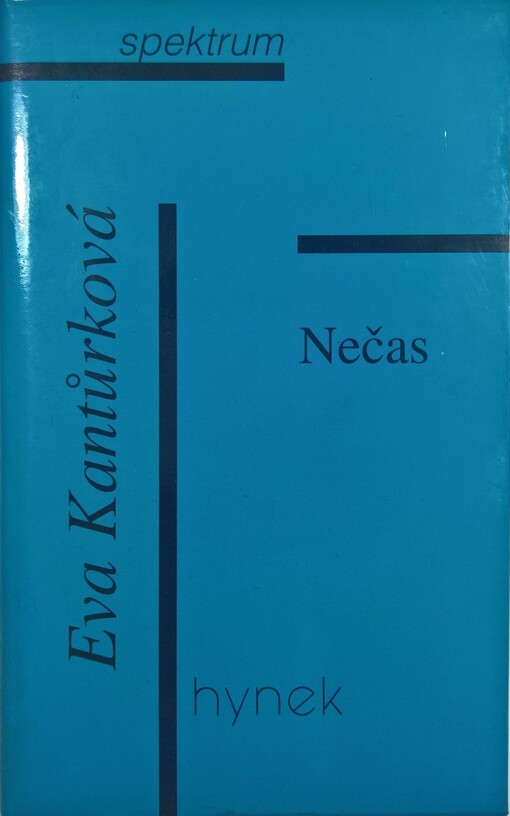 spektrum
Eva Kantůrková
Nečas
hynek